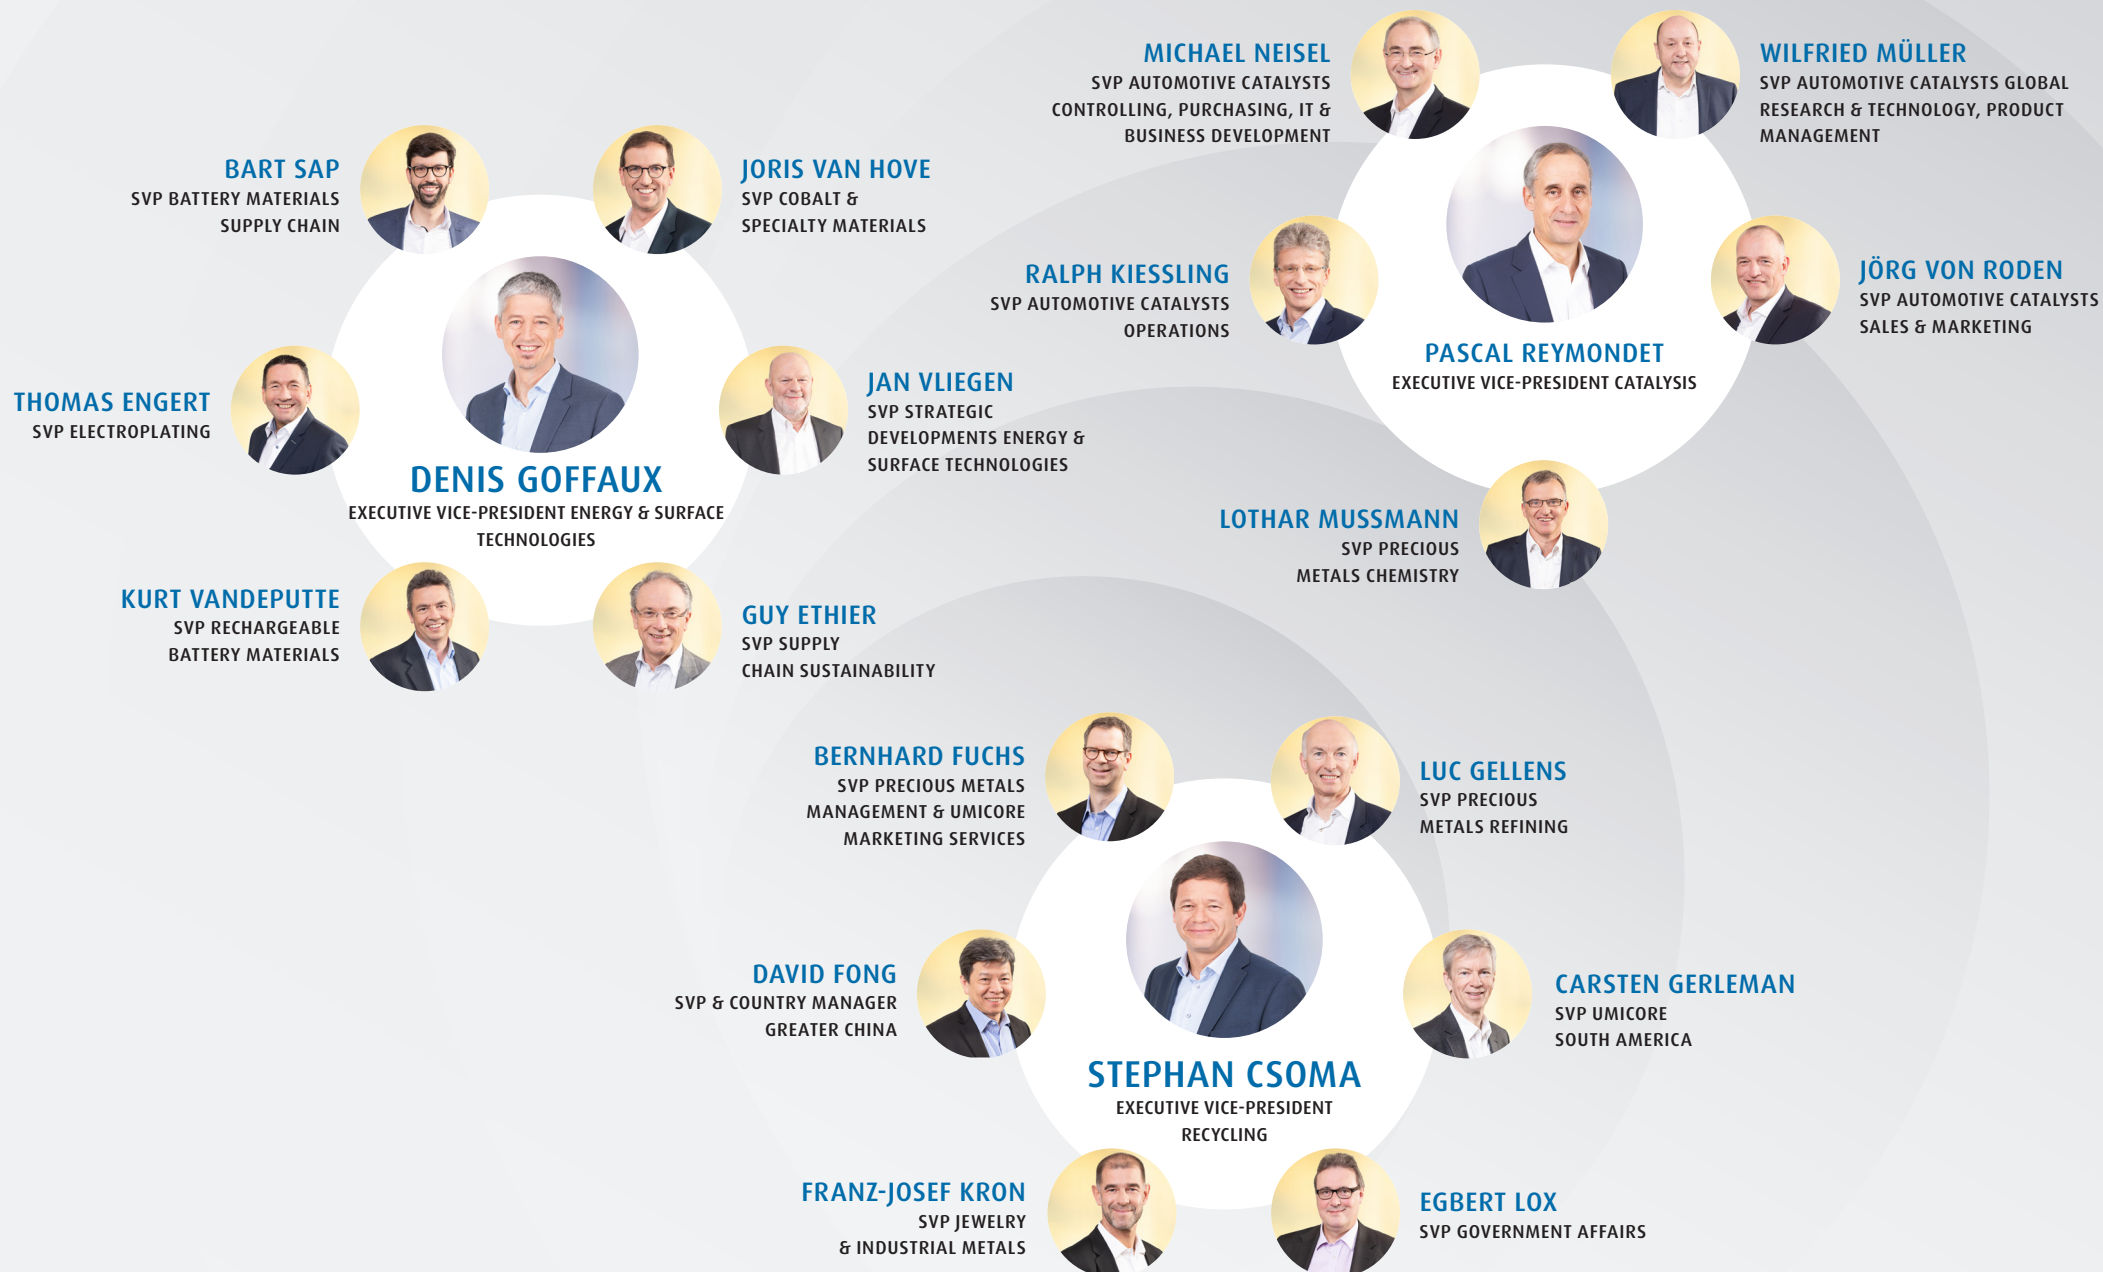 BART SAP
SVP BATTERY MATERIALS
SUPPLY CHAIN
JORIS VAN HOVE
SVP COBALT &
SPECIALTY MATERIALS
THOMAS ENGERT
SVP ELECTROPLATING
JAN VLIEGEN
SVP STRATEGIC
DEVELOPMENTS ENERGY &
SURFACE TECHNOLOGIES
DENIS GOFFAUX
EXECUTIVE VICE-PRESIDENT ENERGY & SURFACE
TECHNOLOGIES
KURT VANDEPUTTE
SVP RECHARGEABLE
BATTERY MATERIALS
GUY ETHIER
SVP SUPPLY
CHAIN SUSTAINABILITY
MICHAEL NEISEL
SVP AUTOMOTIVE CATALYSTS
CONTROLLING, PURCHASING, IT &
BUSINESS DEVELOPMENT
WILFRIED MÜLLER
SVP AUTOMOTIVE CATALYSTS GLOBAL
RESEARCH & TECHNOLOGY, PRODUCT
MANAGEMENT
RALPH KIESSLING
SVP AUTOMOTIVE CATALYSTS
OPERATIONS
JÖRG VON RODEN
SVP AUTOMOTIVE CATALYSTS
SALES & MARKETING
PASCAL REYMONDET
EXECUTIVE VICE-PRESIDENT CATALYSIS
LOTHAR MUSSMANN
SVP PRECIOUS
METALS CHEMISTRY
BERNHARD FUCHS
SVP PRECIOUS METALS
MANAGEMENT & UMICORE
MARKETING SERVICES
LUC GELLENS
SVP PRECIOUS
METALS REFINING
DAVID FONG
SVP & COUNTRY MANAGER
GREATER CHINA
CARSTEN GERLEMAN
SVP UMICORE
SOUTH AMERICA
STEPHAN CSOMA
EXECUTIVE VICE-PRESIDENT
RECYCLING
FRANZ-JOSEF KRON
SVP JEWELRY
& INDUSTRIAL METALS
EGBERT LOX
SVP GOVERNMENT AFFAIRS